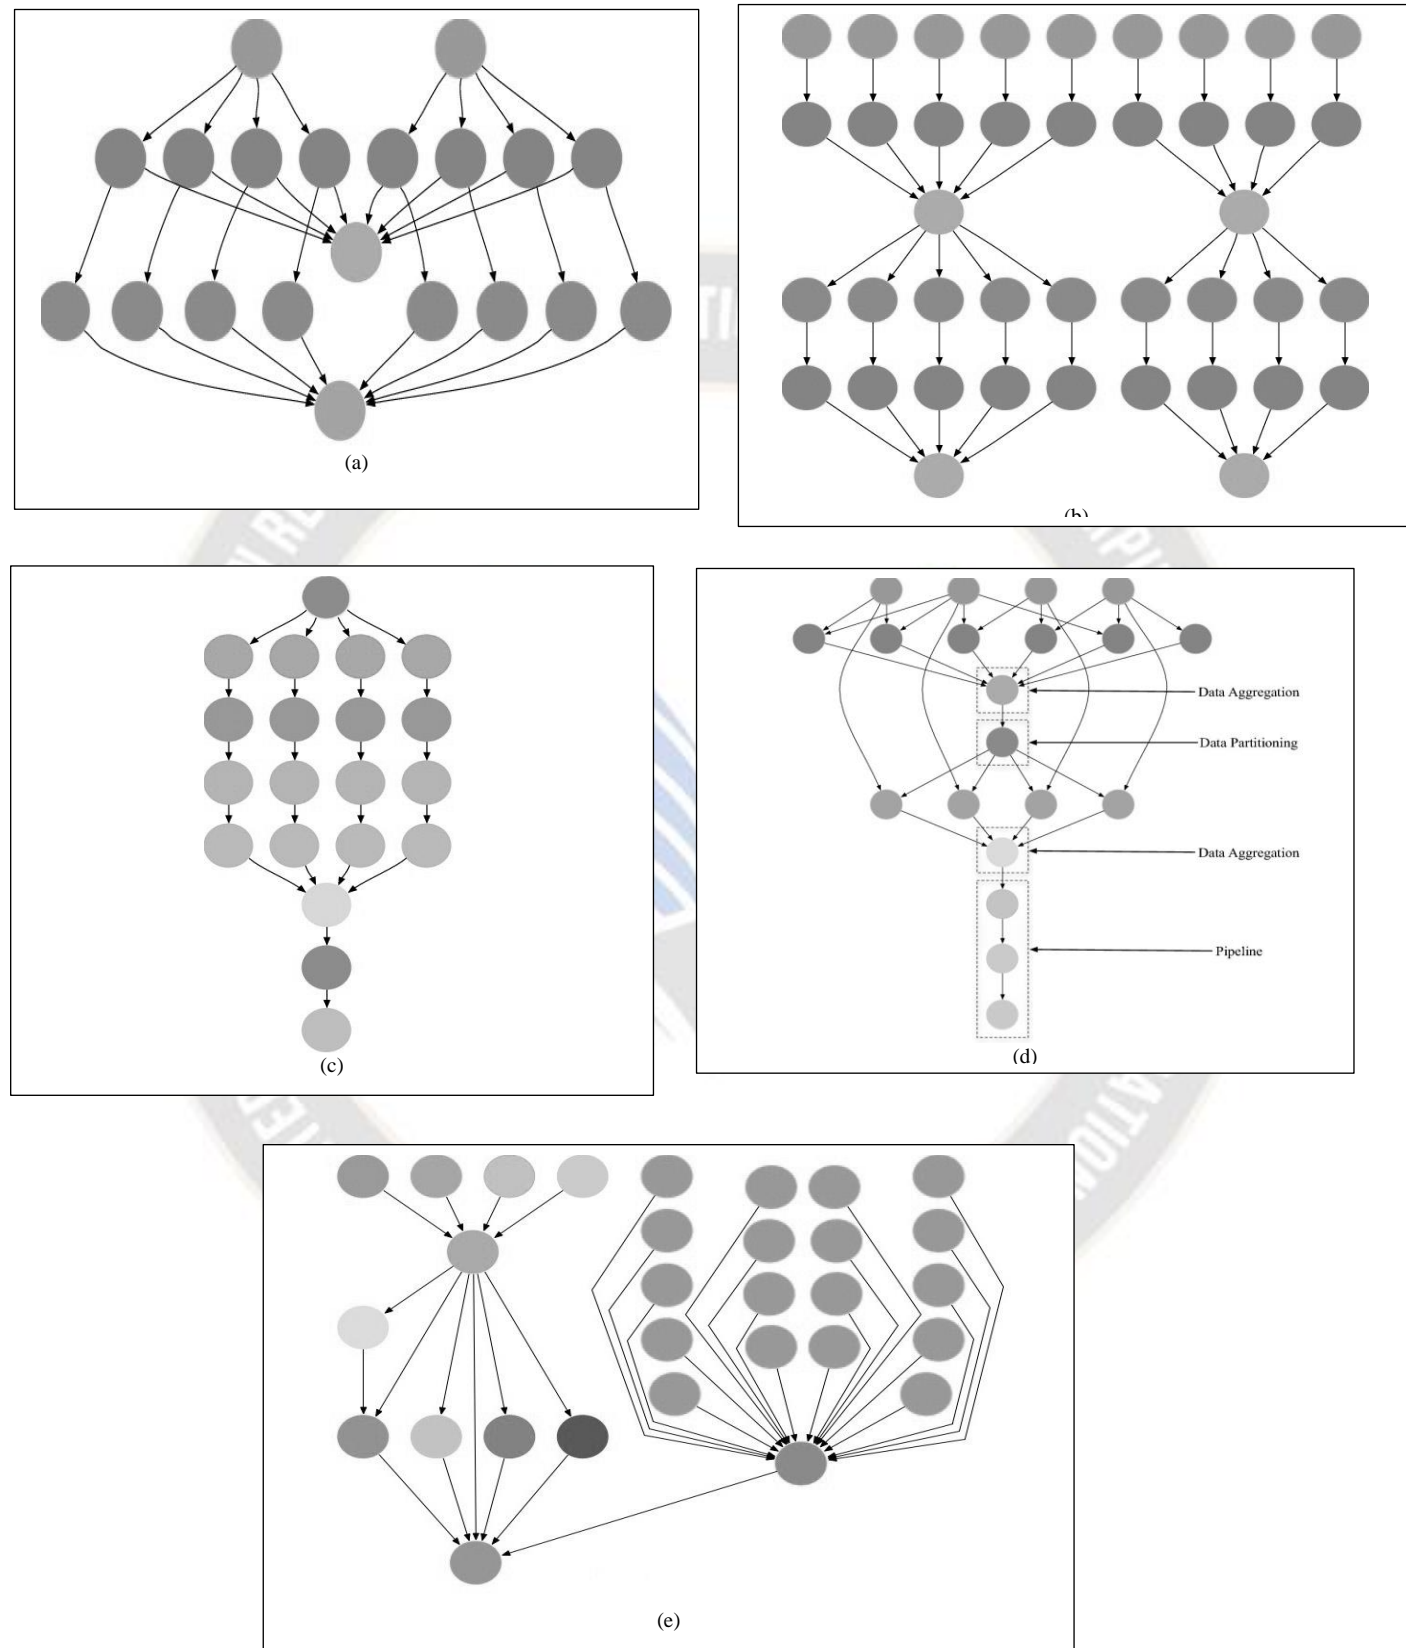 (a)
(b)
(c)
Data Aggregation
Data Partitioning
Data Aggregation
Pipeline
(d)
(e)